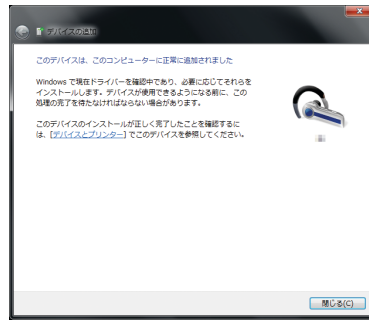 デバイスの追加
このデバイスは、このコンピューターに正常に追加されました
Windows で現在ドライバーを確認中であり、必要に応じてそれらを
インストールします。デバイスが使用できるようになる前に、この
処理の完了を待たなければならない場合があります。
このデバイスのインストールが正しく完了したことを確認するに
は、[デバイスとプリンター] でこのデバイスを参照してください。
閉じる(C)